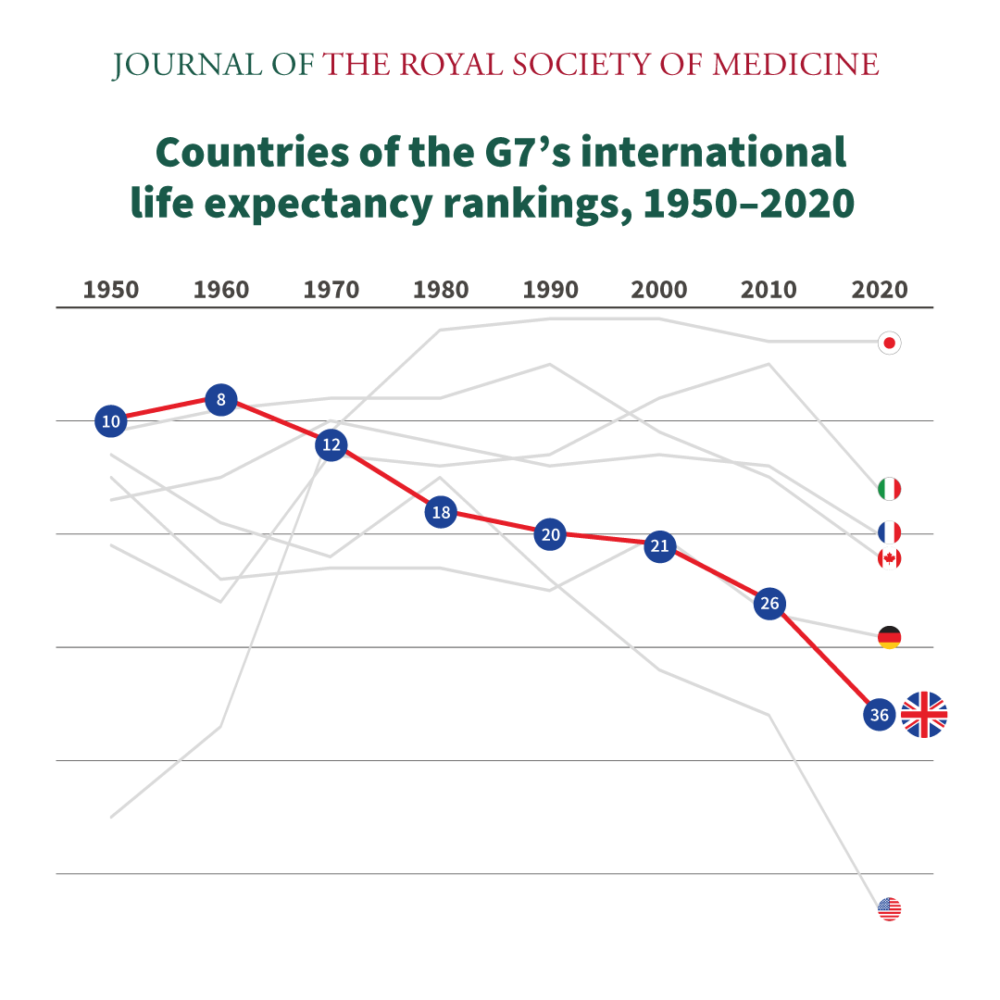 JOURNAL OF THE ROYAL SOCIETY OF MEDICINE
Countries of the G7’s international
life expectancy rankings, 1950–2020
1950 1960 1970 1980 1990 2000 2010 2020
10 8 12 18 20 21 26 36